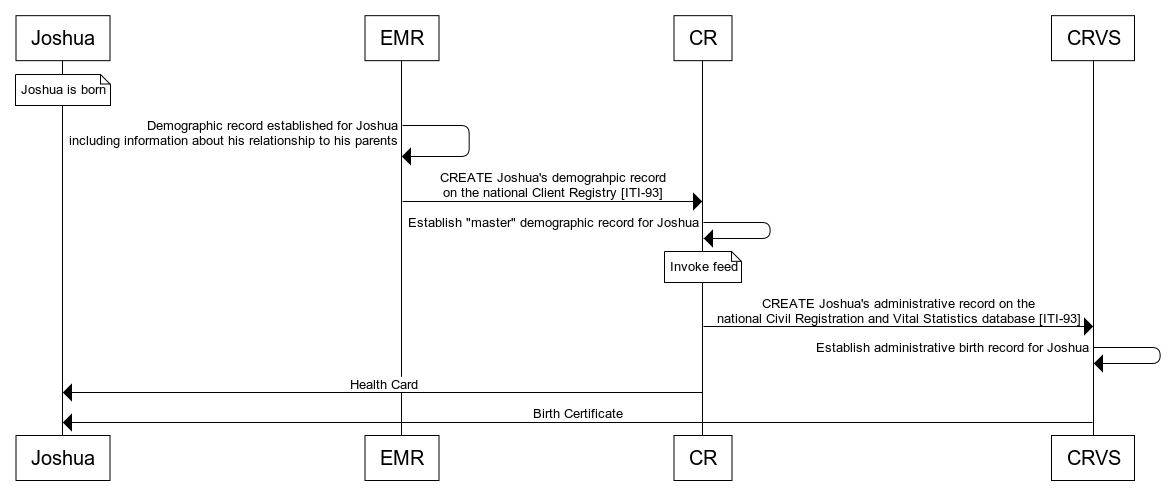 Joshua
EMR
CR
CRVS
Joshua is born
Demographic record established for Joshua
including information about his relationship to his parents
CREATE Joshua's demograhpic record
on the national Client Registry [ITI-93]
Establish "master" demographic record for Joshua
Invoke feed
CREATE Joshua's administrative record on the
national Civil Registration and Vital Statistics database [ITI-93]
Establish administrative birth record for Joshua
Health Card
Birth Certificate
Joshua
EMR
CR
CRVS